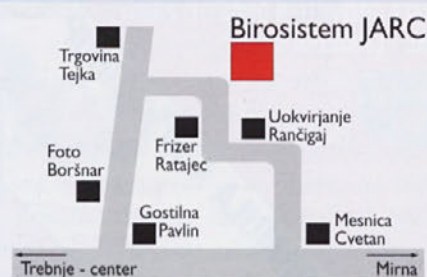 Birosistem JARC
Trgovina
Tejka
Uokvirjanje
Rančigaj
Frizer
Ratajec
Foto
Boršnar
Gostilna
Pavlin
Mesnica
Cvetan
Trebnje - center
Mirna